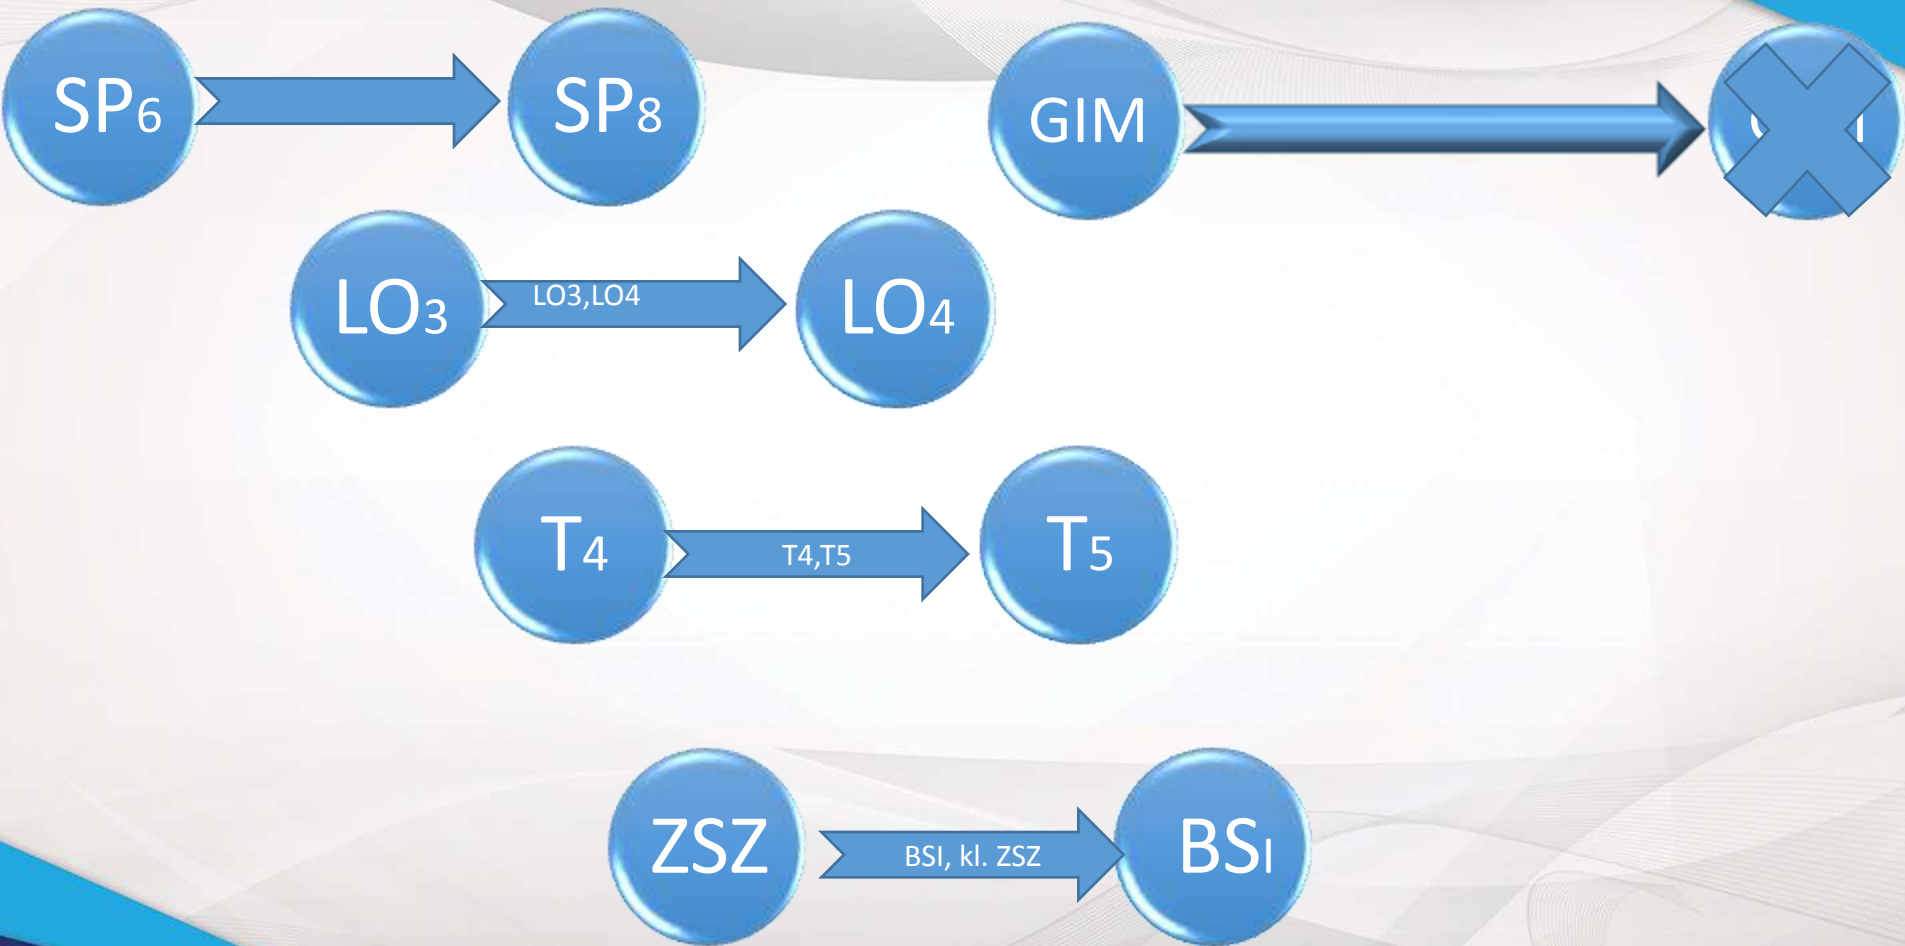 SP6
SP8
GIM
LO3
LO3,LO4
LO4
T4
T4,T5
T5
ZSZ
BSI, kl. ZSZ
BSI